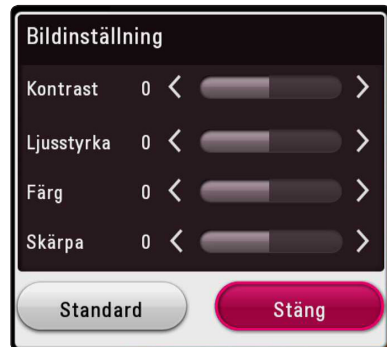 Bildinställning
Kontrast 0
Ljusstyrka 0
Färg 0
Skärpa 0
Standard Stäng